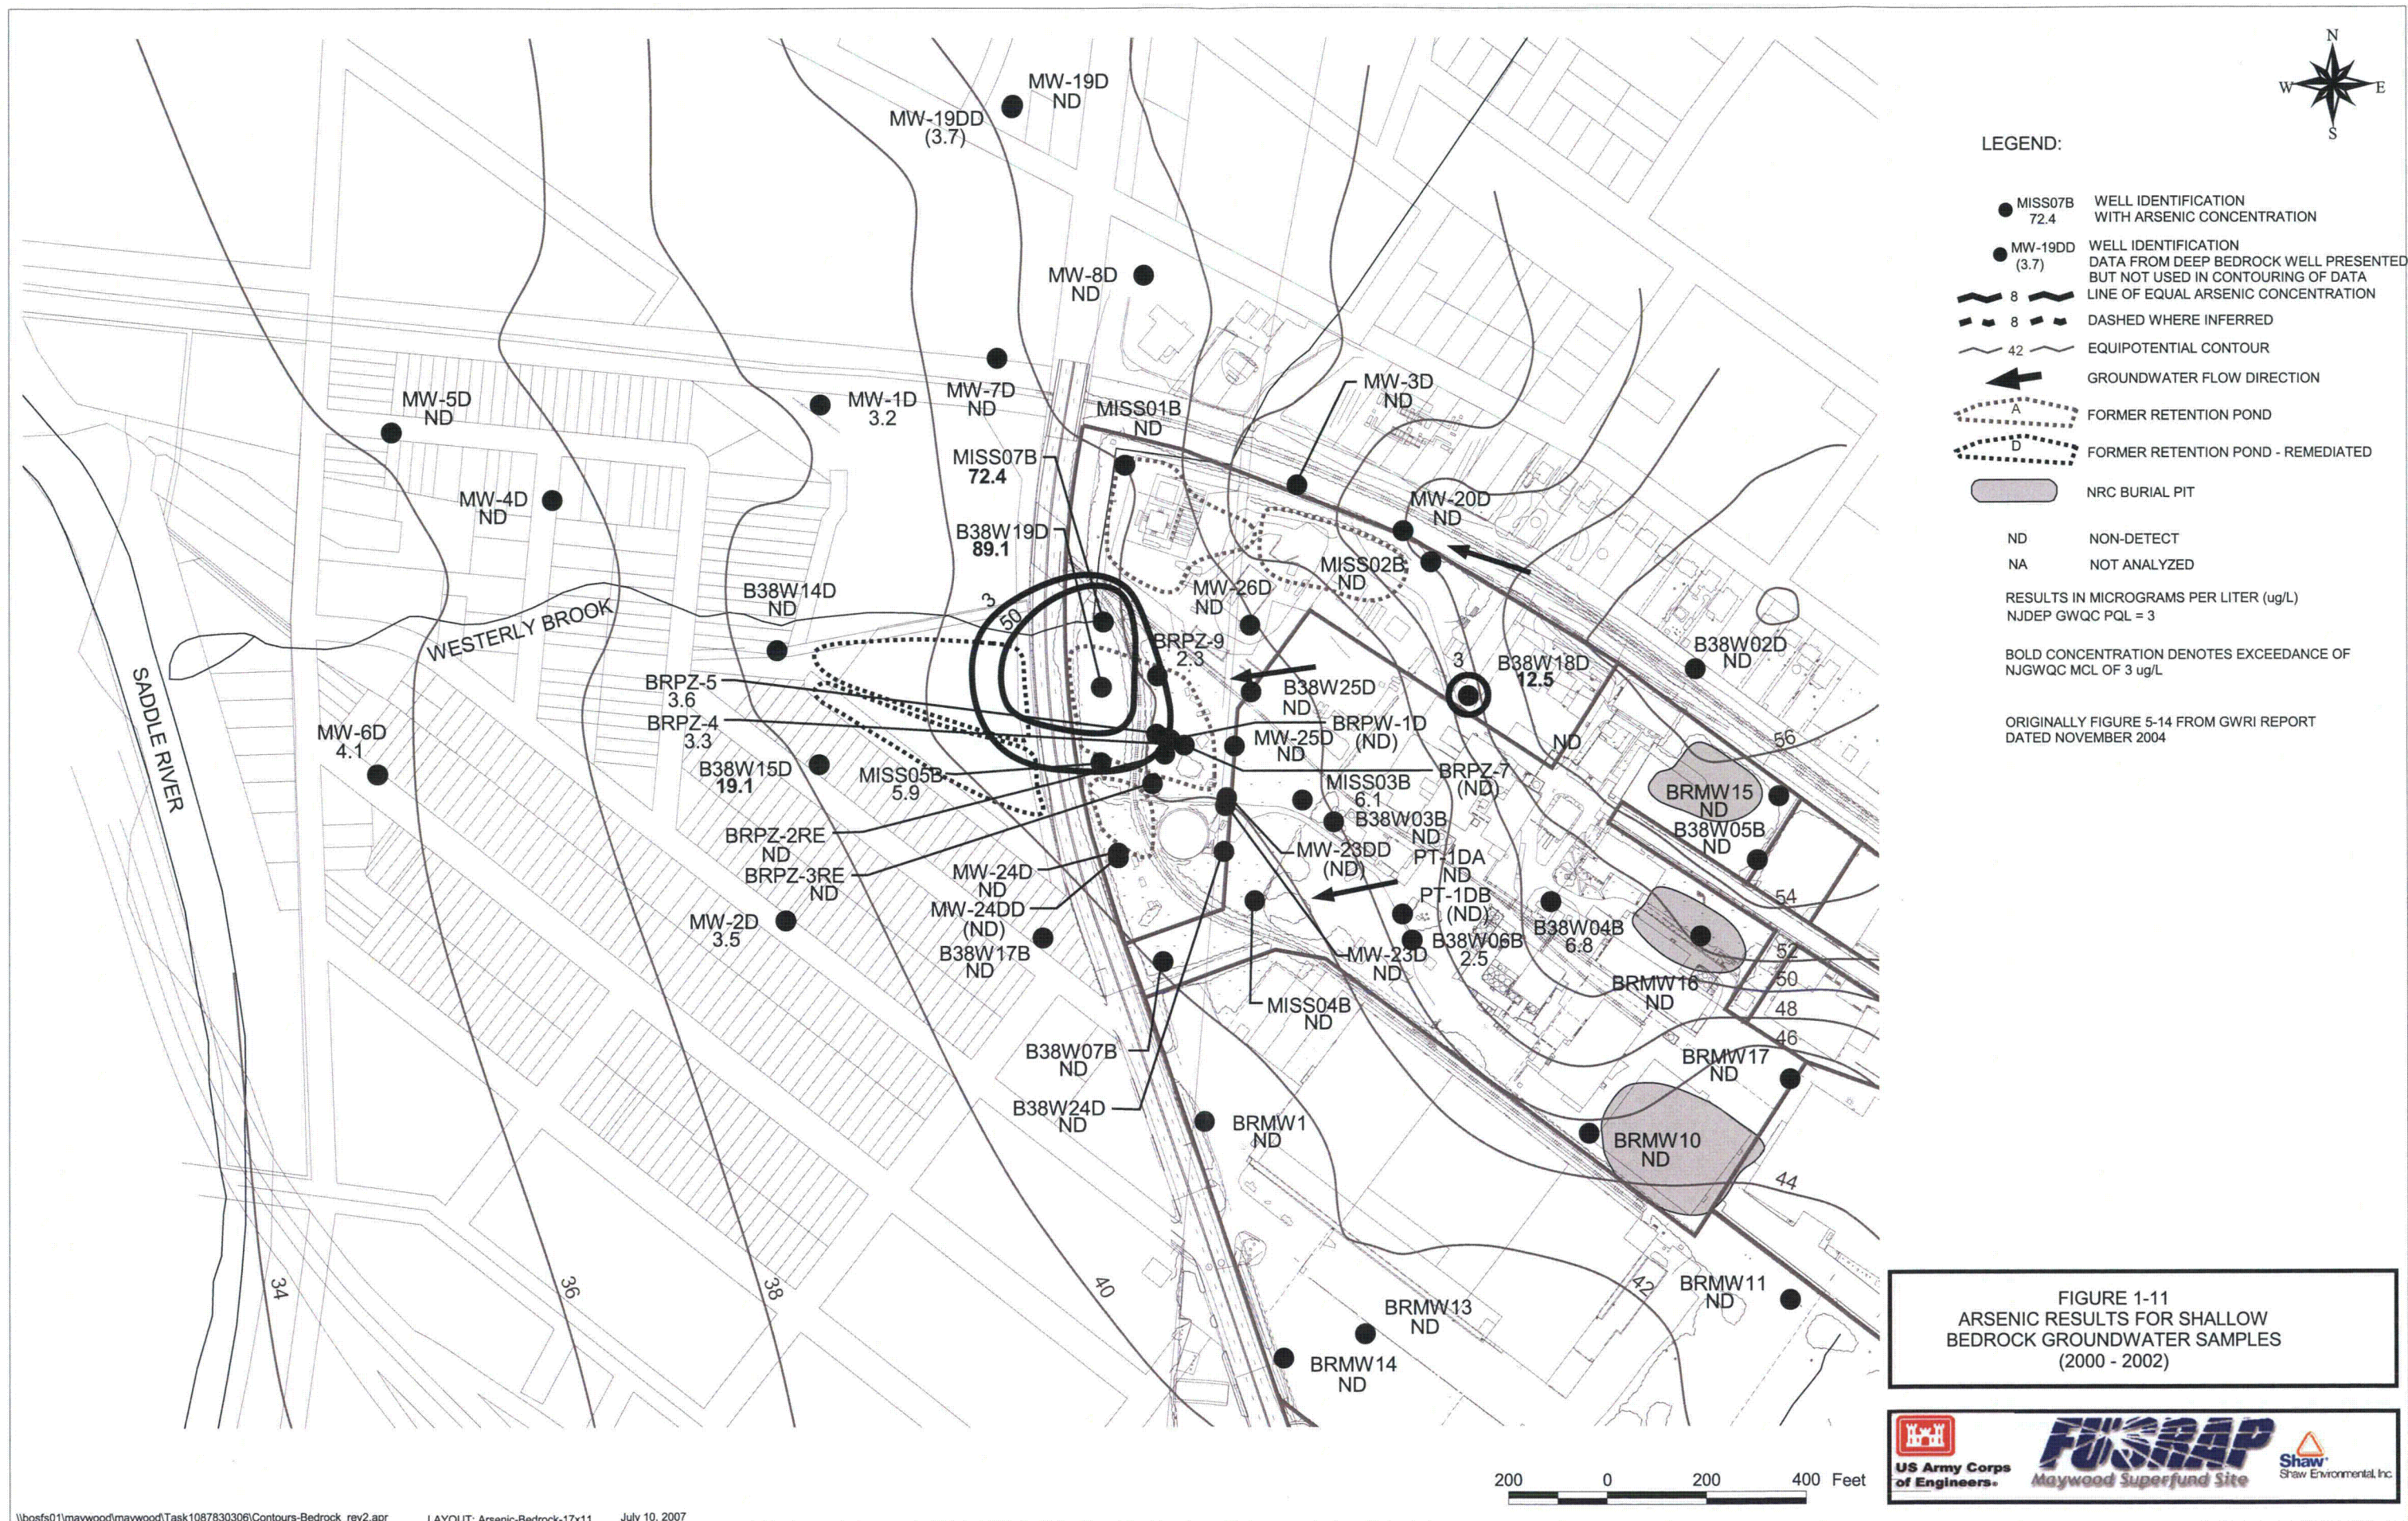 N
W E
S
LEGEND:
MISS07B
72.4
WELL IDENTIFICATION
WITH ARSENIC CONCENTRATION
MW-19DD
(3.7)
WELL IDENTIFICATION
DATA FROM DEEP BEDROCK WELL PRESENTED
BUT NOT USED IN CONTOURING OF DATA
8
LINE OF EQUAL ARSENIC CONCENTRATION
8
DASHED WHERE INFERRED
42
EQUIPOTENTIAL CONTOUR
GROUNDWATER FLOW DIRECTION
A
FORMER RETENTION POND
D
FORMER RETENTION POND - REMEDIATED
NRC BURIAL PIT
ND NON-DETECT
NA NOT ANALYZED
RESULTS IN MICROGRAMS PER LITER (ug/L)
NJDEP GWQC PQL = 3
BOLD CONCENTRATION DENOTES EXCEEDANCE OF
NJGWQC MCL OF 3 ug/L
ORIGINALLY FIGURE 5-14 FROM GWRI REPORT
DATED NOVEMBER 2004
MW-19D
ND
MW-19DD
(3.7)
MW-8D
ND
MW-7D
ND
MW-1D
3.2
MW-5D
ND
MW-4D
ND
MISS01B
ND
MW-3D
ND
MISS07B
72.4
B38W19D
89.1
MW-20D
ND
MISS02B
ND
MW-26D
ND
B38W14D
ND
3
50
WESTERLY BROOK
SADDLE RIVER
BRPZ-9
2.3
3
B38W18D
12.5
B38W02D
ND
BRPZ-5
3.6
BRPZ-4
3.3
B38W25D
ND
BRPW-1D
(ND)
MW-25D
ND
ND
MW-6D
4.1
B38W15D
19.1
MISS05B
5.9
BRPZ-7
(ND)
MISS03B
6.1
B38W03B
ND
BRMW15
ND
B38W05B
ND
BRPZ-2RE
ND
BRPZ-3RE
ND
MW-24D
ND
MW-24DD
(ND)
MW-23DD
(ND)
PT-1DA
ND
PT-1DB
(ND)
MW-2D
3.5
B38W17B
ND
B38W06B
2.5
B38W04B
6.8
MW-23D
ND
BRMW16
ND
MISS04B
ND
B38W07B
ND
BRMW17
ND
B38W24D
ND
BRMW1
ND
BRMW10
ND
BRMW11
ND
BRMW13
ND
BRMW14
ND
56
54
52
50
48
46
44
42
40
38
36
34
FIGURE 1-11
ARSENIC RESULTS FOR SHALLOW
BEDROCK GROUNDWATER SAMPLES
(2000 - 2002)
US Army Corps
of Engineers®
FUSRAP
Maywood Superfund Site
Shaw®
Shaw Environmental, Inc.
200 0 200 400 Feet
\\bosfs01\maywood\maywood\Task1087830306\Contours-Bedrock_rev2.apr LAYOUT: Arsenic-Bedrock-17x11 July 10, 2007